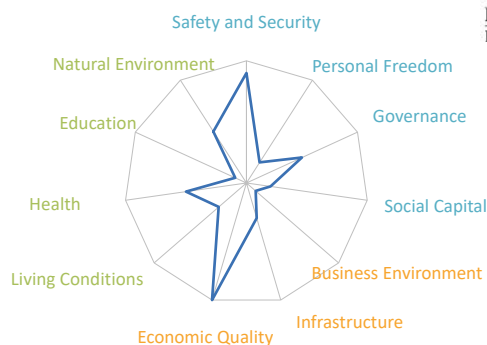 Safety and Security
Natural Environment
Personal Freedom
Education
Governance
Health
Social Capital
Living Conditions
Business Environment
Economic Quality
Infrastructure